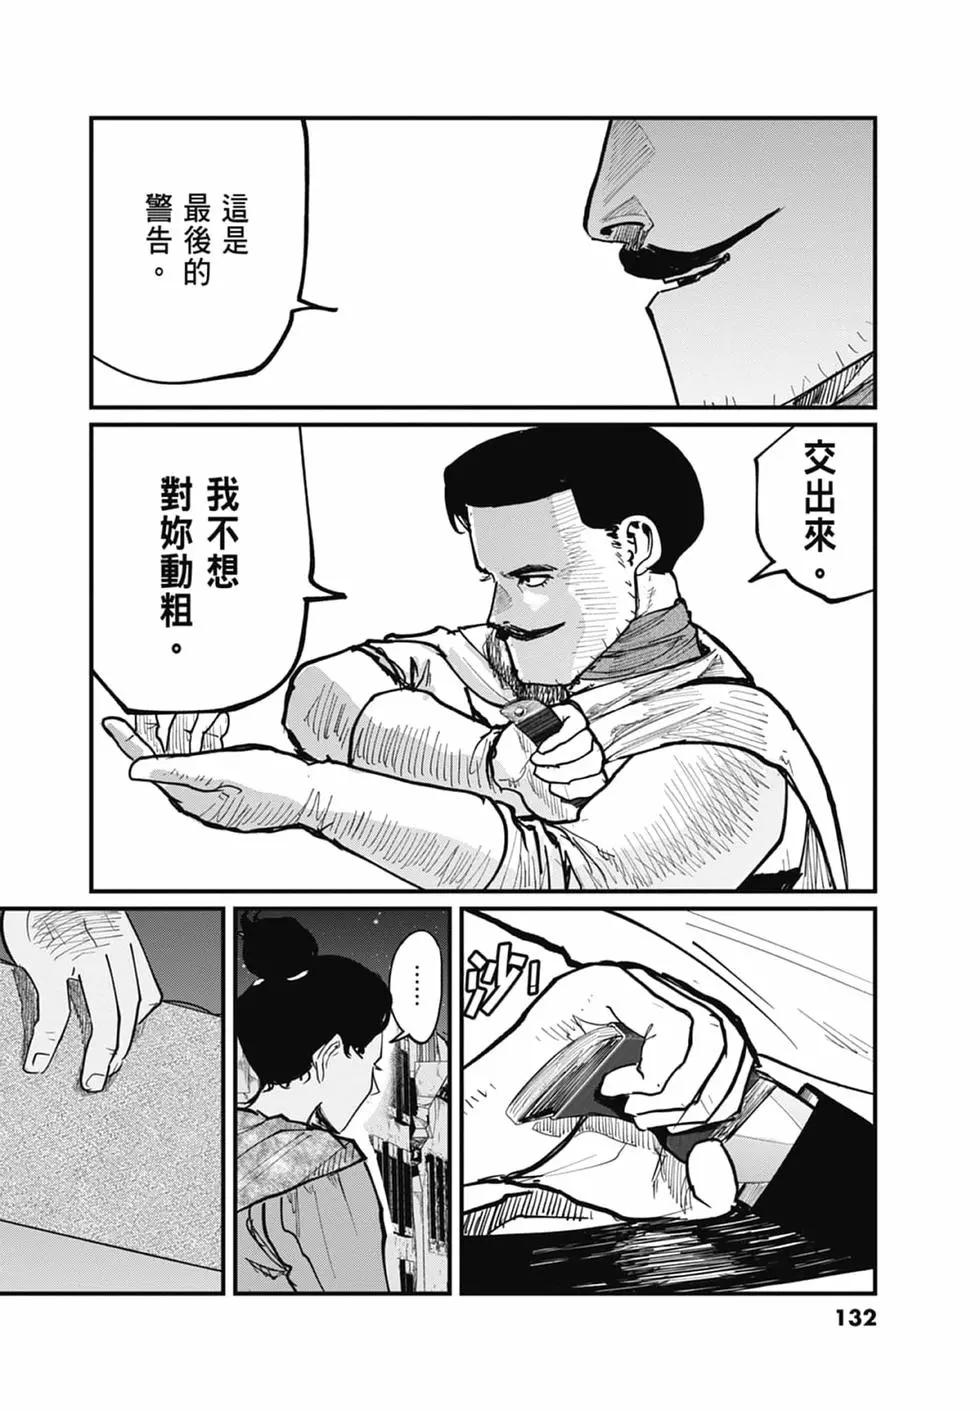 這是
最後的
警告。
交出來。
我不想
對妳動粗。
沙
……
132